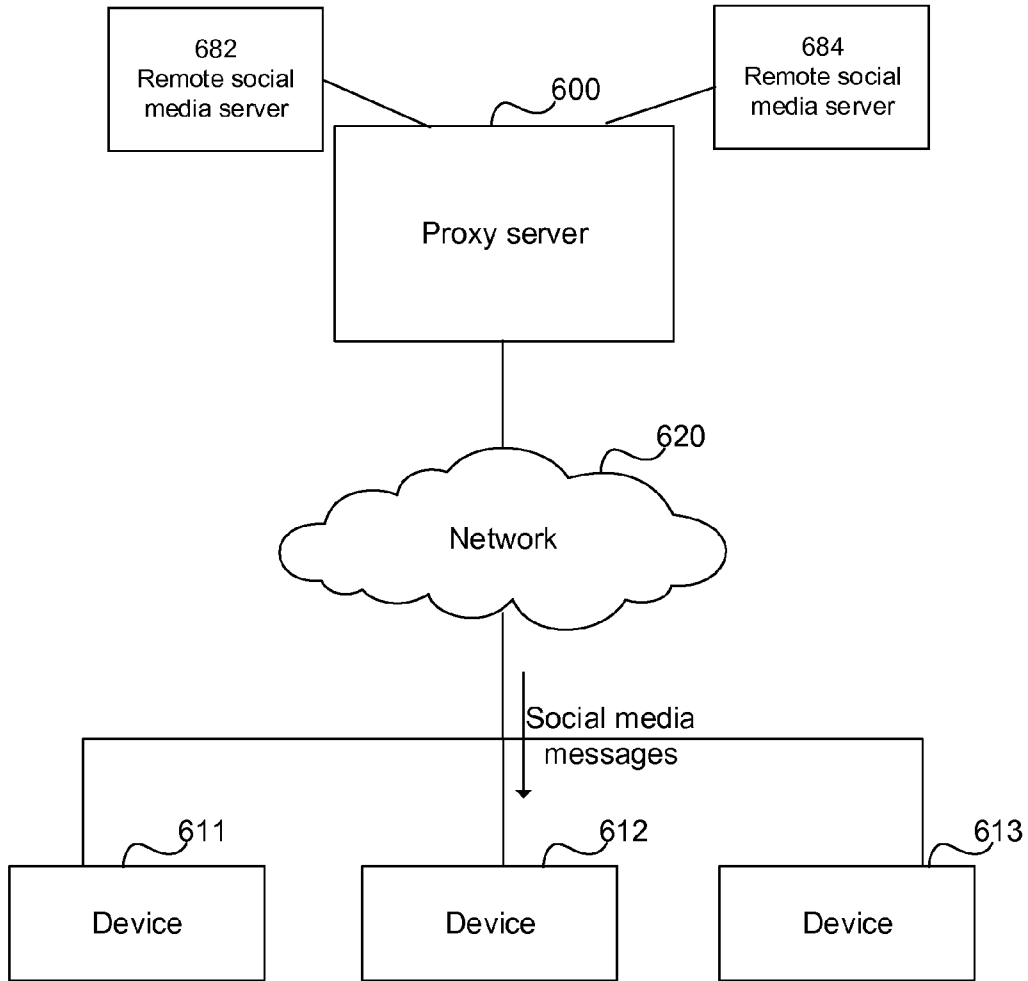 682
Remote social
media server
684
Remote social
media server
600
Proxy server
620
Network
Social media
messages
611
612
613
Device
Device
Device